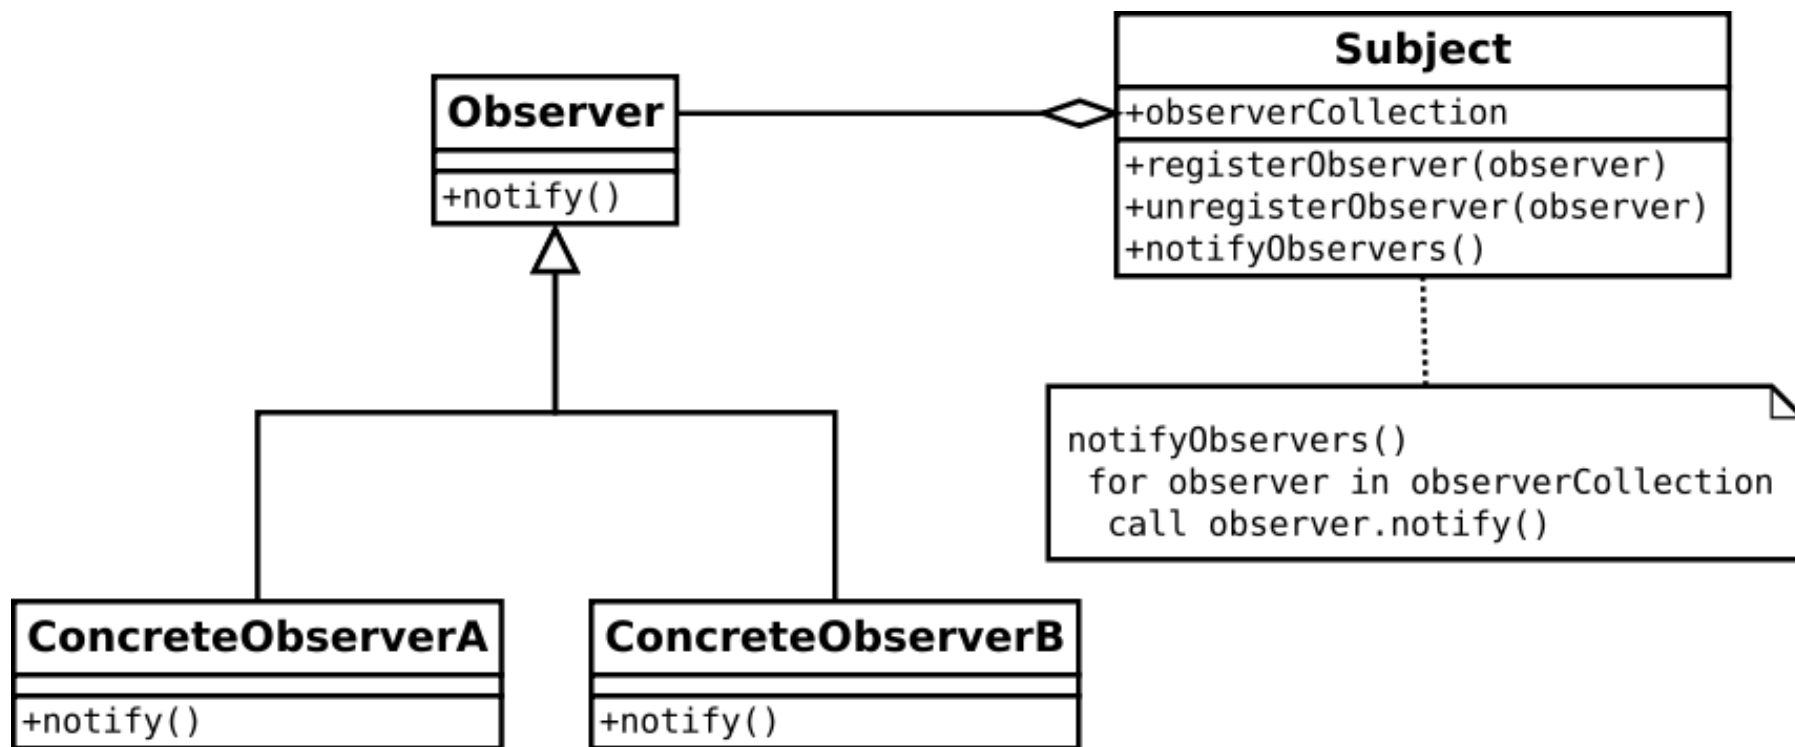 Observer
+notify()
Subject
+observerCollection
+registerObserver(observer)
+unregisterObserver(observer)
+notifyObservers()
notifyObservers()
for observer in observerCollection
call observer.notify()
ConcreteObserverA
+notify()
ConcreteObserverB
+notify()